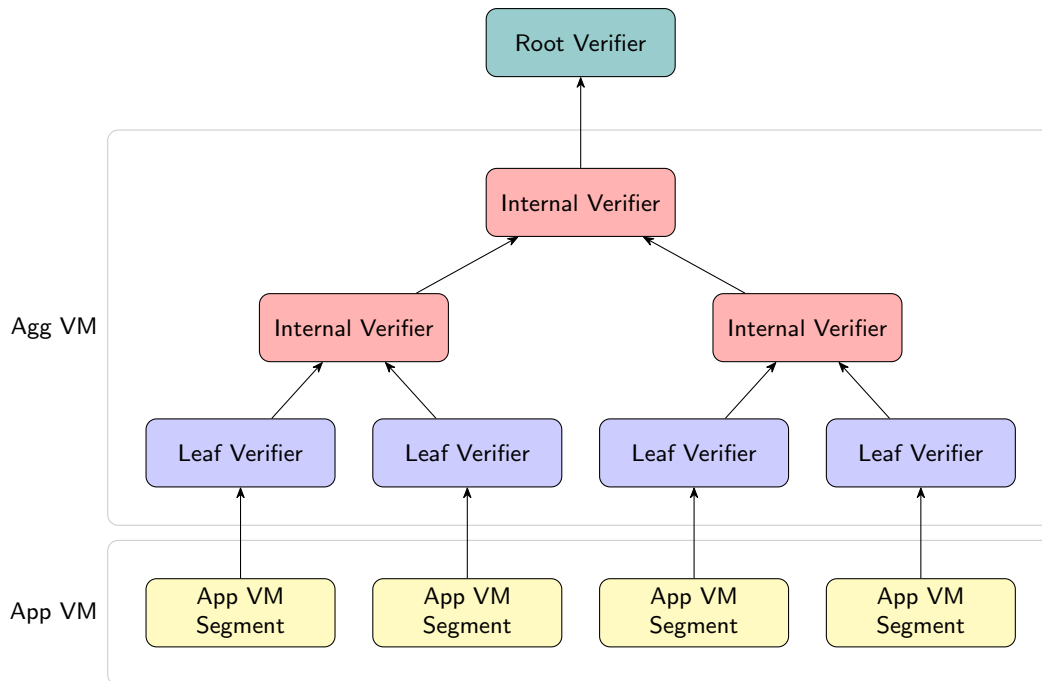 Root Verifier
Internal Verifier
Agg VM
Internal Verifier
Internal Verifier
Leaf Verifier
Leaf Verifier
Leaf Verifier
Leaf Verifier
App VM
App VM
Segment
App VM
Segment
App VM
Segment
App VM
Segment